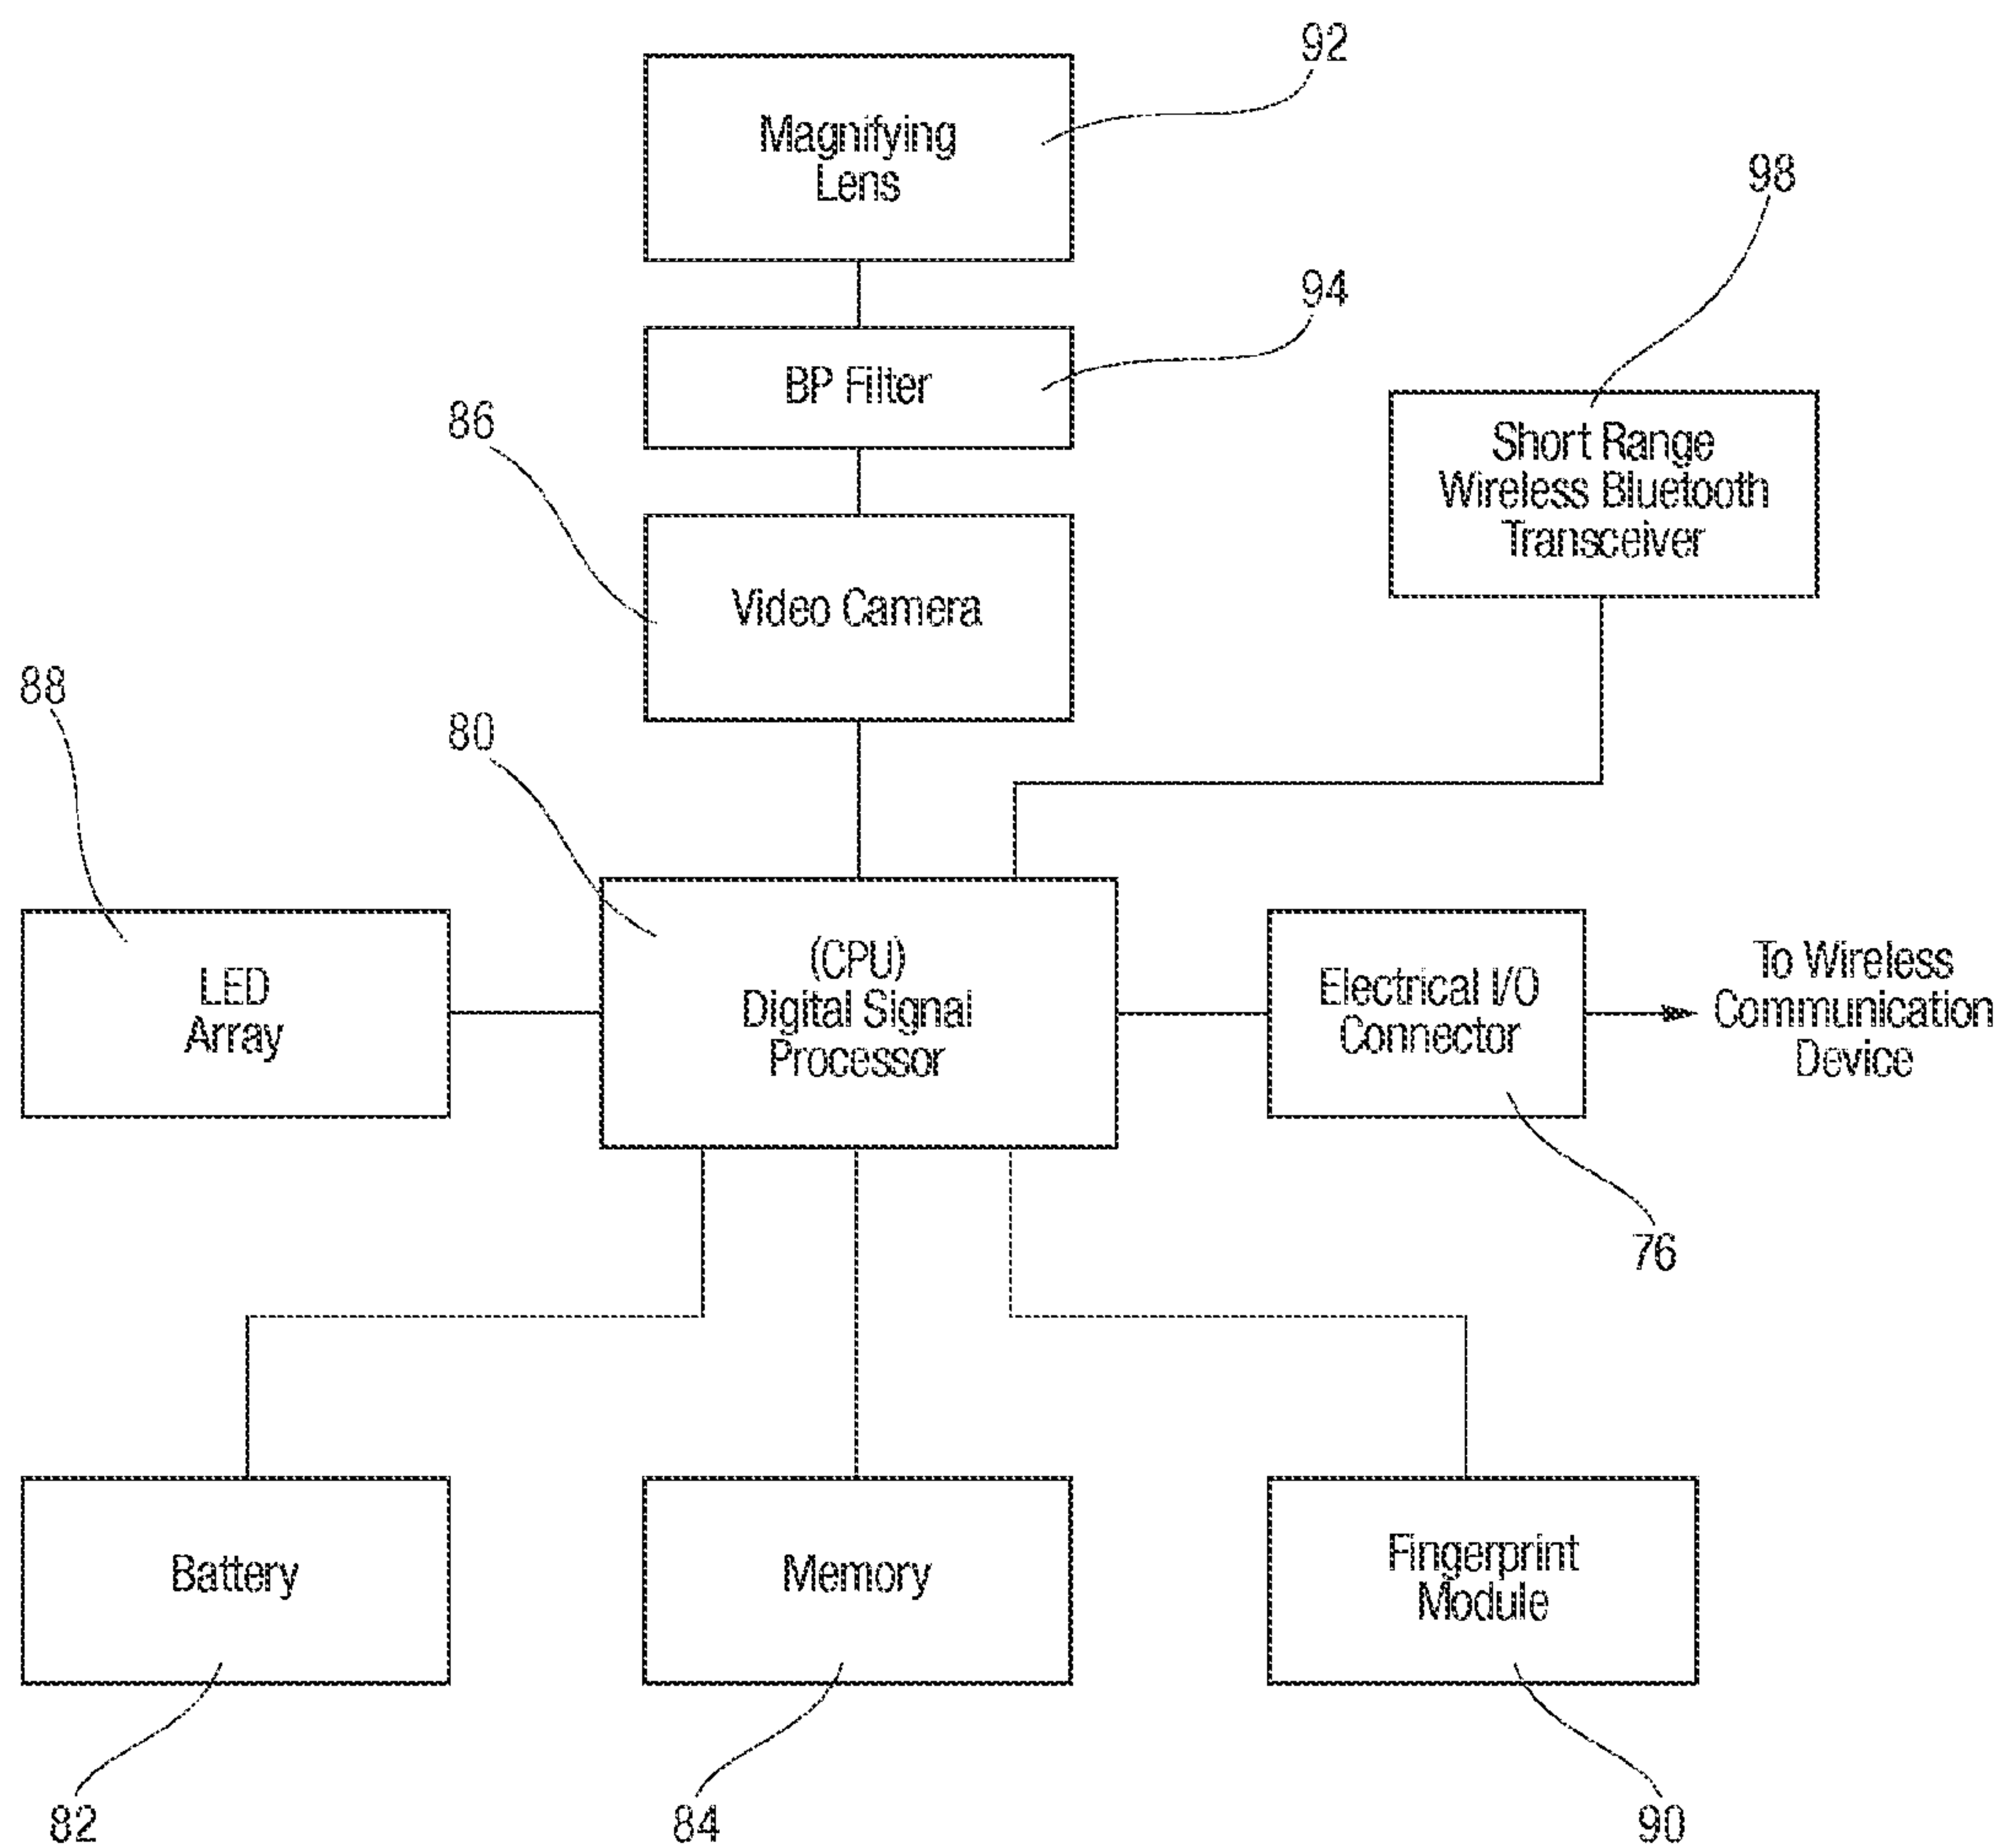 92
Magnifying
Lens
98
94
BP Filter
86
Short Range
Wireless Bluetooth
Transceiver
Video Camera
88
80
(CPU)
Digital Signal
Processor
LED
Array
Electrical I/O
Connector
To Wireless
Communication
Device
76
Battery
Memory
Fingerprint
Module
82
84
90